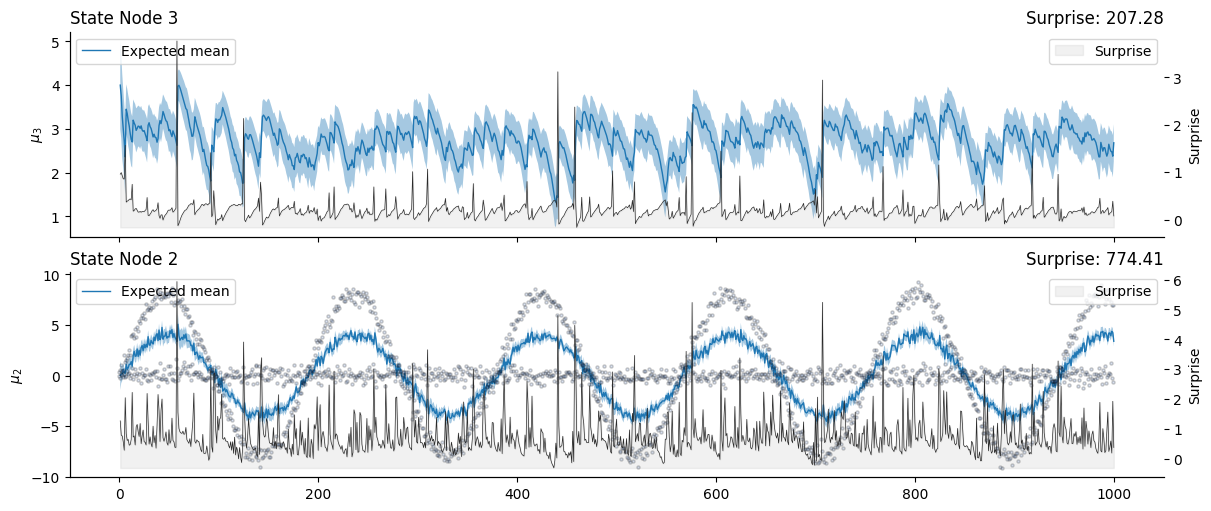 State Node 3
Surprise: 207.28
Expected mean
Surprise
5
4
3
2
1
μ3
3
2
1
0
Surprise
State Node 2
Surprise: 774.41
Expected mean
Surprise
10
5
0
−5
−10
μ2
6
5
4
3
2
1
0
Surprise
0
200
400
600
800
1000